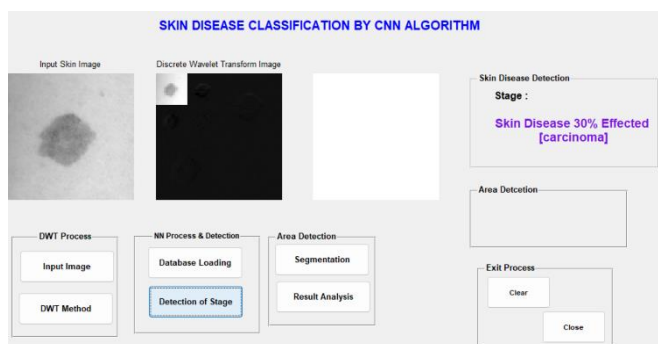 SKIN DISEASE CLASSIFICATION BY CNN ALGORITHM
Input Skin Image
Discrete Wavelet Transform Image
Skin Disease Detection
Stage :
Skin Disease 30% Effected
[carcinoma]
Area Detcetion
DWT Process
Input Image
DWT Method
NN Process & Detection
Database Loading
Detection of Stage
Area Detection
Segmentation
Result Analysis
Exit Process
Clear
Close